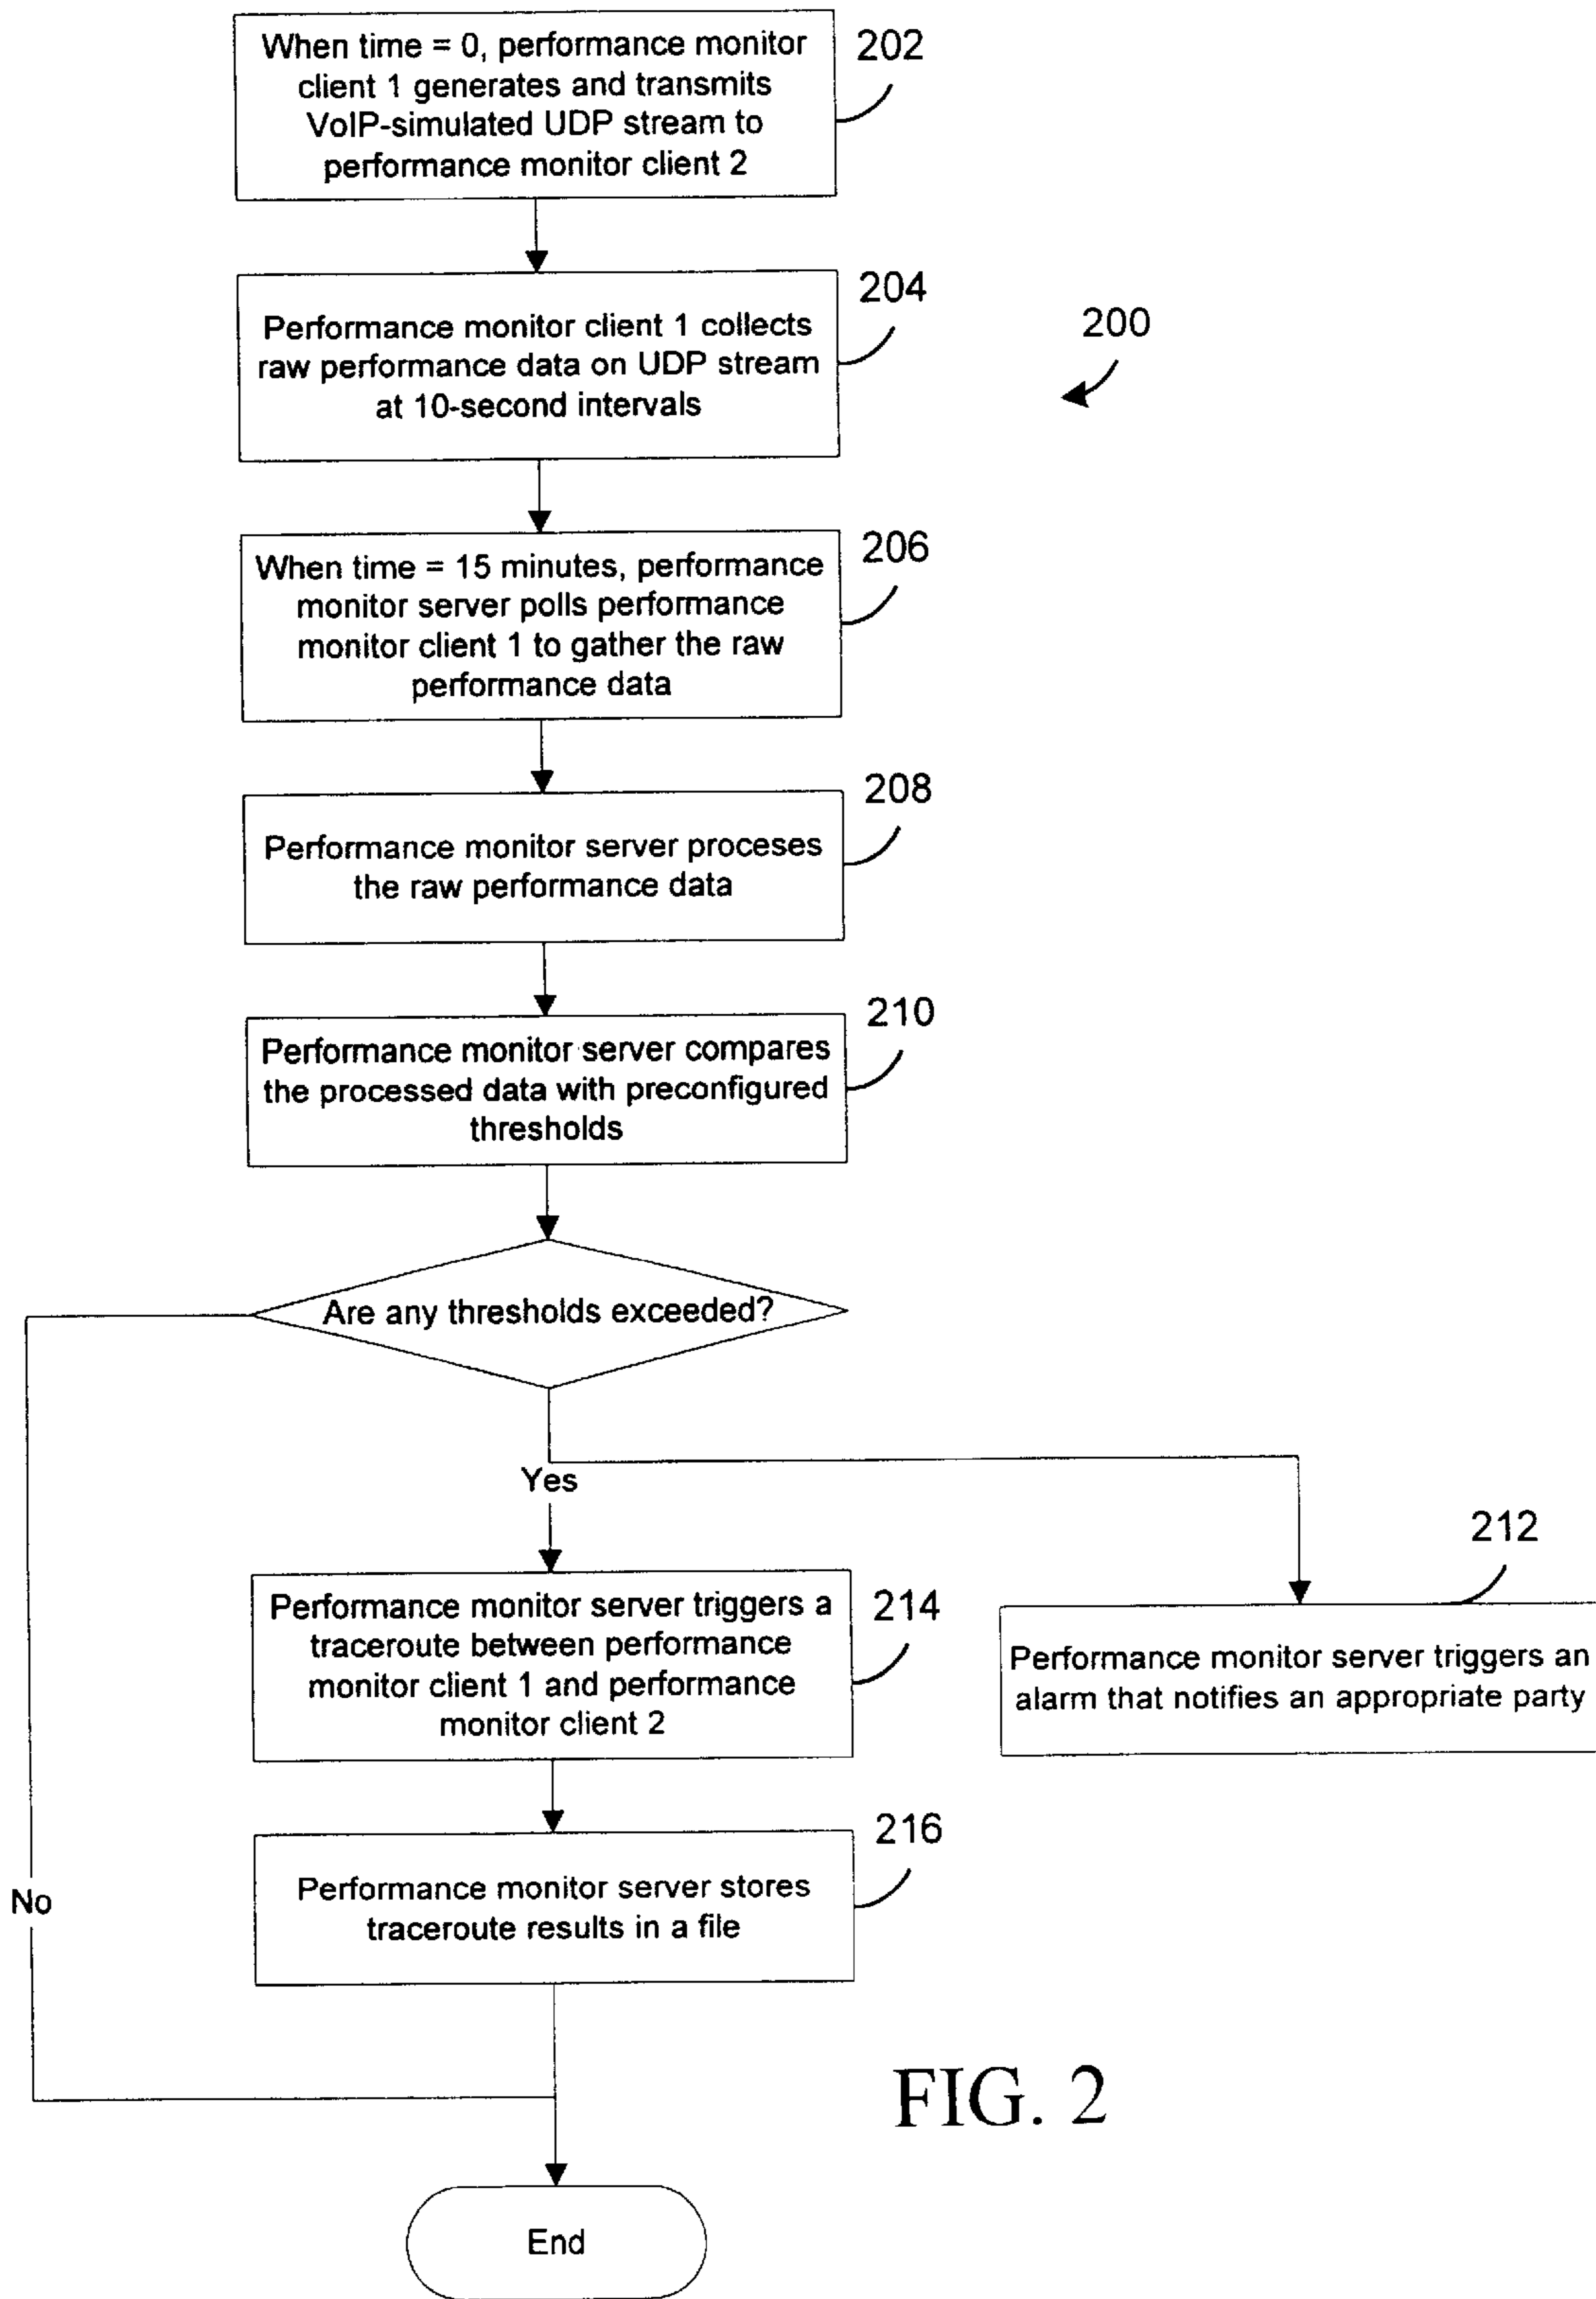 When time = 0, performance monitor
client 1 generates and transmits
VoIP-simulated UDP stream to
performance monitor client 2
202
Performance monitor client 1 collects
raw performance data on UDP stream
at 10-second intervals
204
200
When time = 15 minutes, performance
monitor server polls performance
monitor client 1 to gather the raw
performance data
206
Performance monitor server proceses
the raw performance data
208
Performance monitor server compares
the processed data with preconfigured
thresholds
210
Are any thresholds exceeded?
Yes
212
Performance monitor server triggers an
alarm that notifies an appropriate party
Performance monitor server triggers a
traceroute between performance
monitor client 1 and performance
monitor client 2
214
Performance monitor server stores
traceroute results in a file
216
No
FIG. 2
End